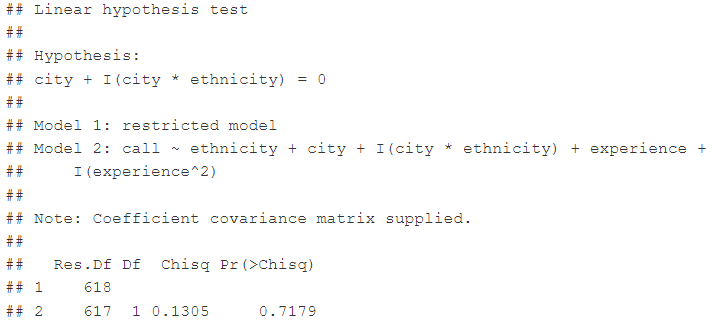 ## Linear hypothesis test
##
## Hypothesis:
## city + I(city * ethnicity) = 0
##
## Model 1: restricted model
## Model 2: call ~ ethnicity + city + I(city * ethnicity) + experience +
##     I(experience^2)
##
## Note: Coefficient covariance matrix supplied.
##
##   Res.Df Df  Chisq Pr(>Chisq)
## 1    618
## 2    617  1 0.1305     0.7179